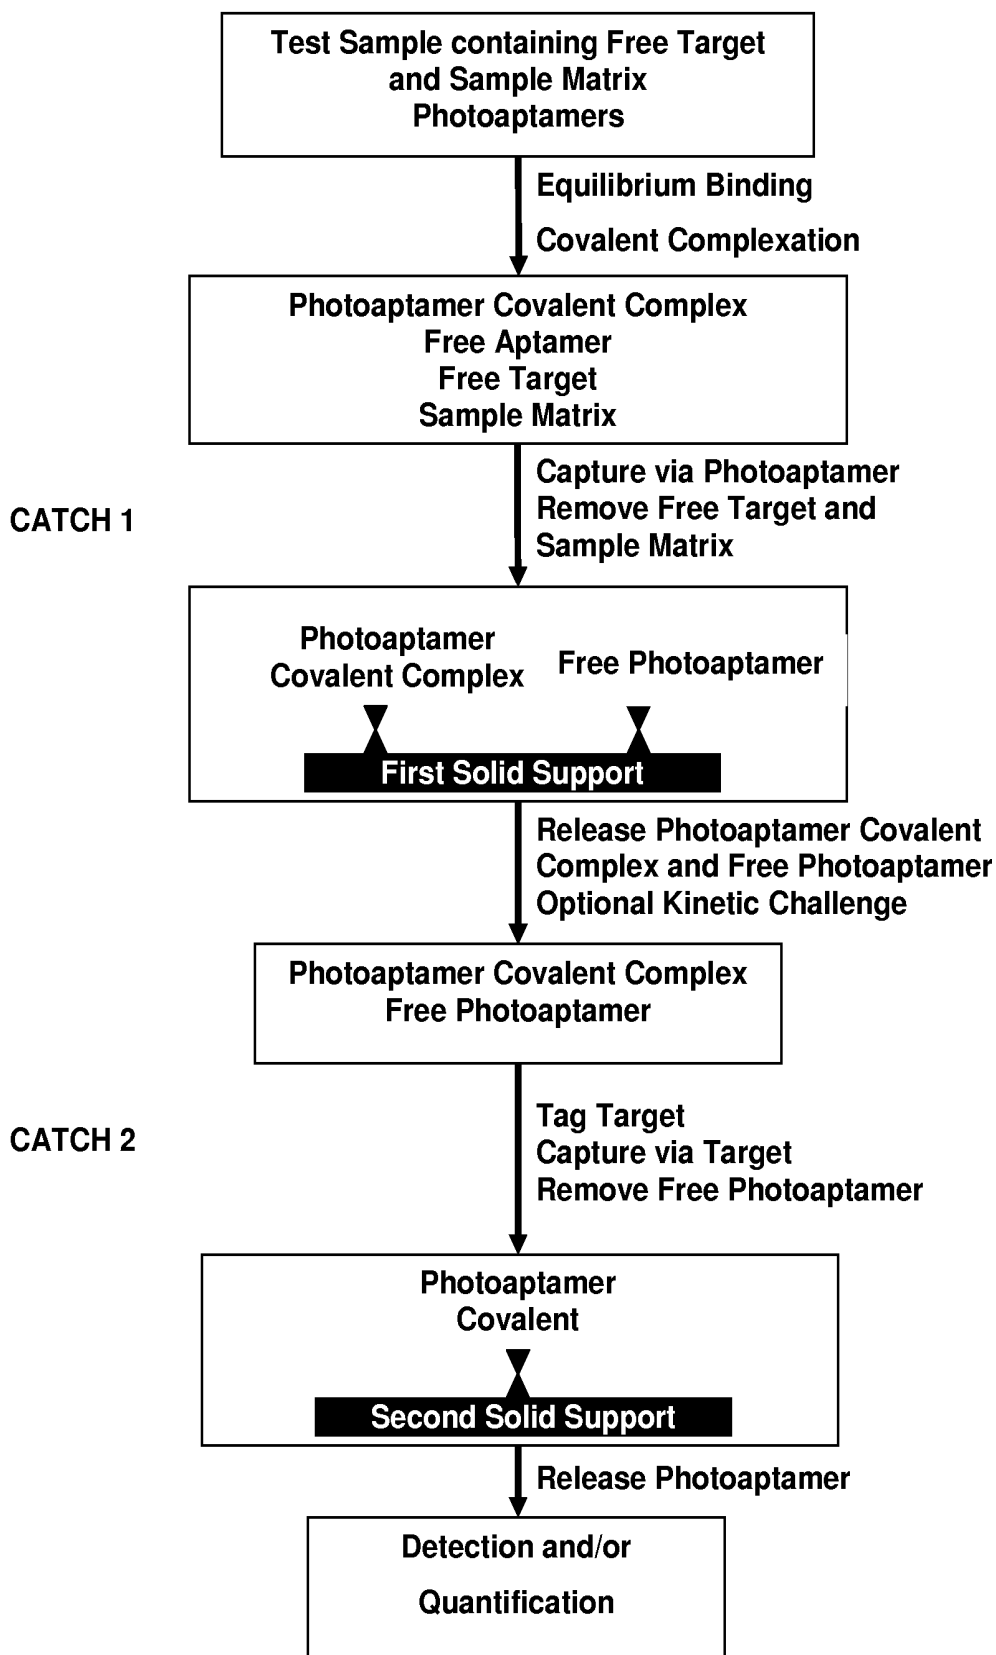 Test Sample containing Free Target
and Sample Matrix
Photoaptamers
Equilibrium Binding
Covalent Complexation
Photoaptamer Covalent Complex
Free Aptamer
Free Target
Sample Matrix
CATCH 1
Capture via Photoaptamer
Remove Free Target and
Sample Matrix
Photoaptamer
Covalent Complex
Free Photoaptamer
First Solid Support
Release Photoaptamer Covalent
Complex and Free Photoaptamer
Optional Kinetic Challenge
Photoaptamer Covalent Complex
Free Photoaptamer
CATCH 2
Tag Target
Capture via Target
Remove Free Photoaptamer
Photoaptamer
Covalent
Second Solid Support
Release Photoaptamer
Detection and/or
Quantification